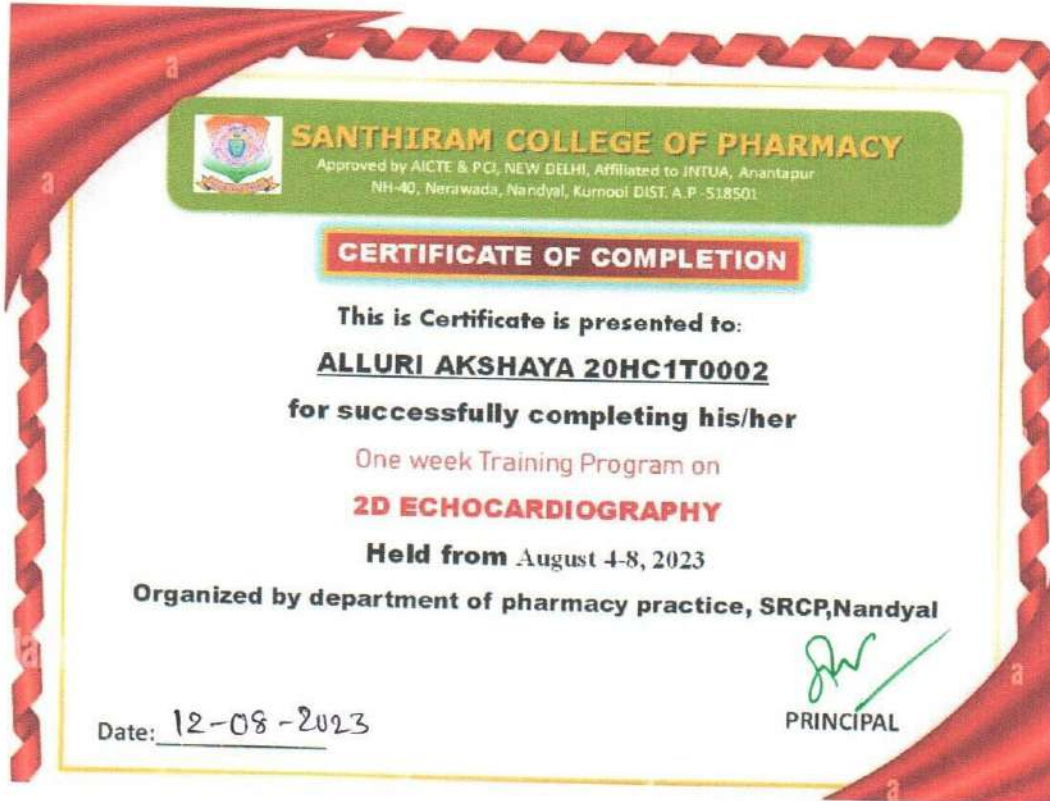 SANTHIRAM COLLEGE OF PHARMACY
Approved by AICTE & PCI, NEW DELHI, Affiliated to JNTUA, Anantapur
NH-40, Nerawada, Nandyal, Kurnool DIST. A.P -518501
CERTIFICATE OF COMPLETION
This is Certificate is presented to:
ALLURI AKSHAYA 20HC1T0002
for successfully completing his/her
One week Training Program on
2D ECHOCARDIOGRAPHY
Held from August 4-8, 2023
Organized by department of pharmacy practice, SRCP,Nandyal
Date: 12-08-2023
PRINCIPAL